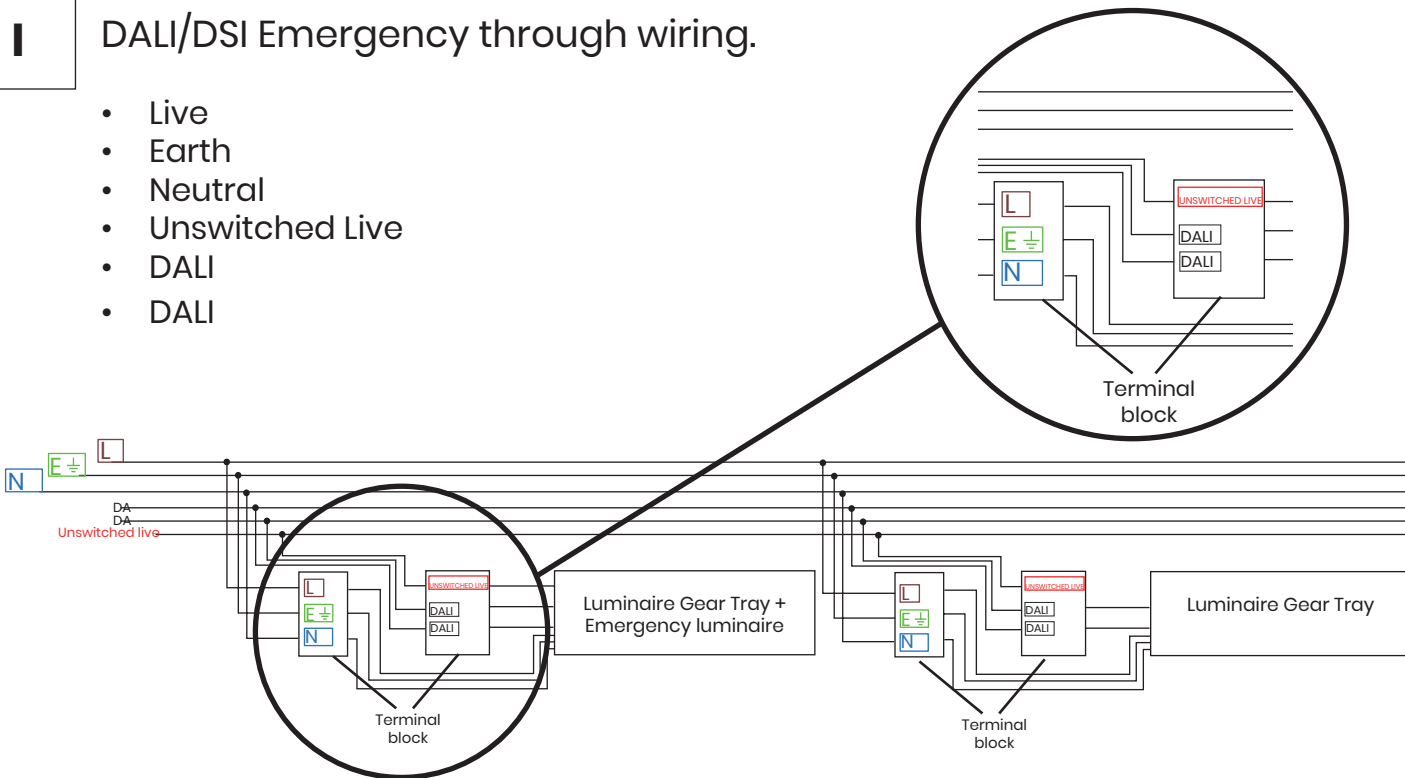 I
DALI/DSI Emergency through wiring.
• Live
• Earth
• Neutral
• Unswitched Live
• DALI
• DALI
L
E
N
UNSWITCHED LIVE
DALI
DALI
Terminal
block
L
E
N
DA
DA
Unswitched live
L
E
N
UNSWITCHED LIVE
DALI
DALI
Luminaire Gear Tray +
Emergency luminaire
Terminal
block
L
E
N
UNSWITCHED LIVE
DALI
DALI
Luminaire Gear Tray
Terminal
block